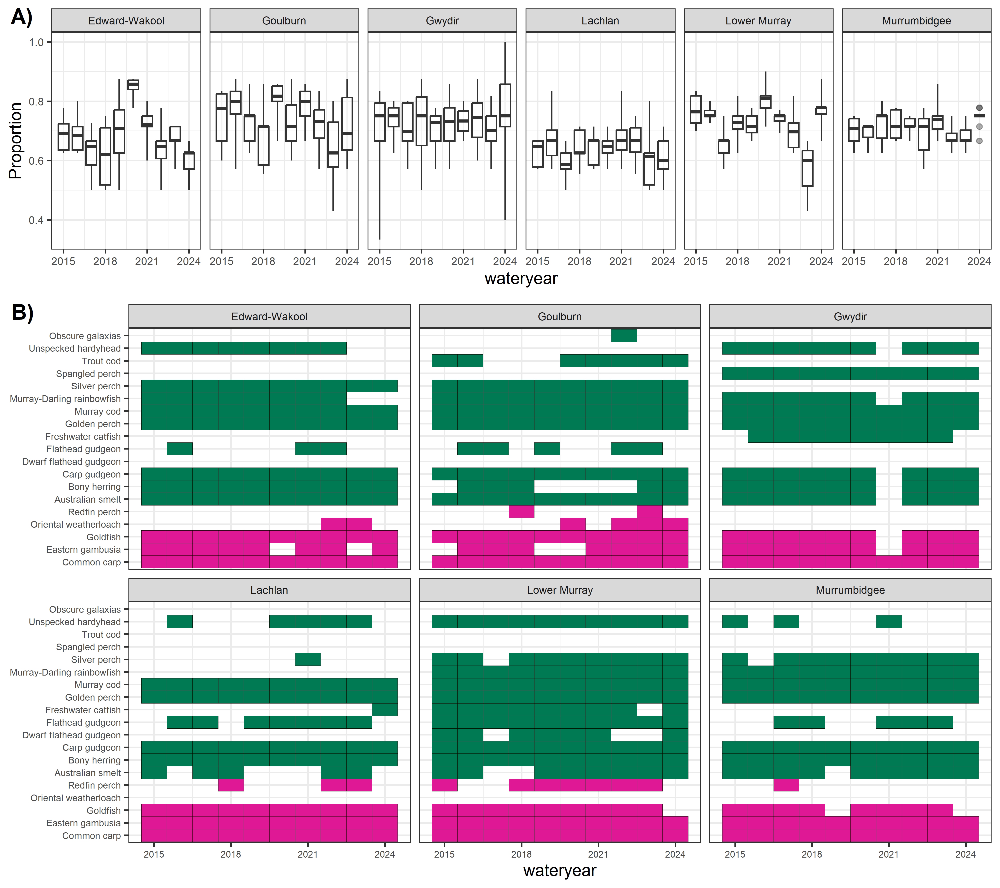 A)
Edward-Wakool Goulburn Gwydir Lachlan Lower Murray Murrumbidgee
Proportion
1.0
0.8
0.6
0.4
2015 2018 2021 2024 2015 2018 2021 2024 2015 2018 2021 2024 2015 2018 2021 2024 2015 2018 2021 2024 2015 2018 2021 2024
wateryear
B)
Edward-Wakool Goulburn Gwydir
Obscure galaxias
Unspecked hardyhead
Trout cod
Spangled perch
Silver perch
Murray-Darling rainbowfish
Murray cod
Golden perch
Freshwater catfish
Flathead gudgeon
Dwarf flathead gudgeon
Carp gudgeon
Bony herring
Australian smelt
Redfin perch
Oriental weatherloach
Goldfish
Eastern gambusia
Common carp
Lachlan Lower Murray Murrumbidgee
Obscure galaxias
Unspecked hardyhead
Trout cod
Spangled perch
Silver perch
Murray-Darling rainbowfish
Murray cod
Golden perch
Freshwater catfish
Flathead gudgeon
Dwarf flathead gudgeon
Carp gudgeon
Bony herring
Australian smelt
Redfin perch
Oriental weatherloach
Goldfish
Eastern gambusia
Common carp
2015 2018 2021 2024 2015 2018 2021 2024 2015 2018 2021 2024
wateryear